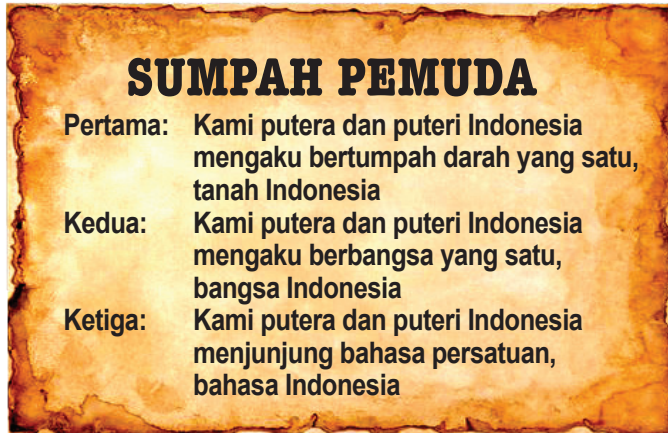 SUMPAH PEMUDA
Pertama: Kami putera dan puteri Indonesia
mengaku bertumpah darah yang satu,
tanah Indonesia
Kedua: Kami putera dan puteri Indonesia
mengaku berbangsa yang satu,
bangsa Indonesia
Ketiga: Kami putera dan puteri Indonesia
menjunjung bahasa persatuan,
bahasa Indonesia